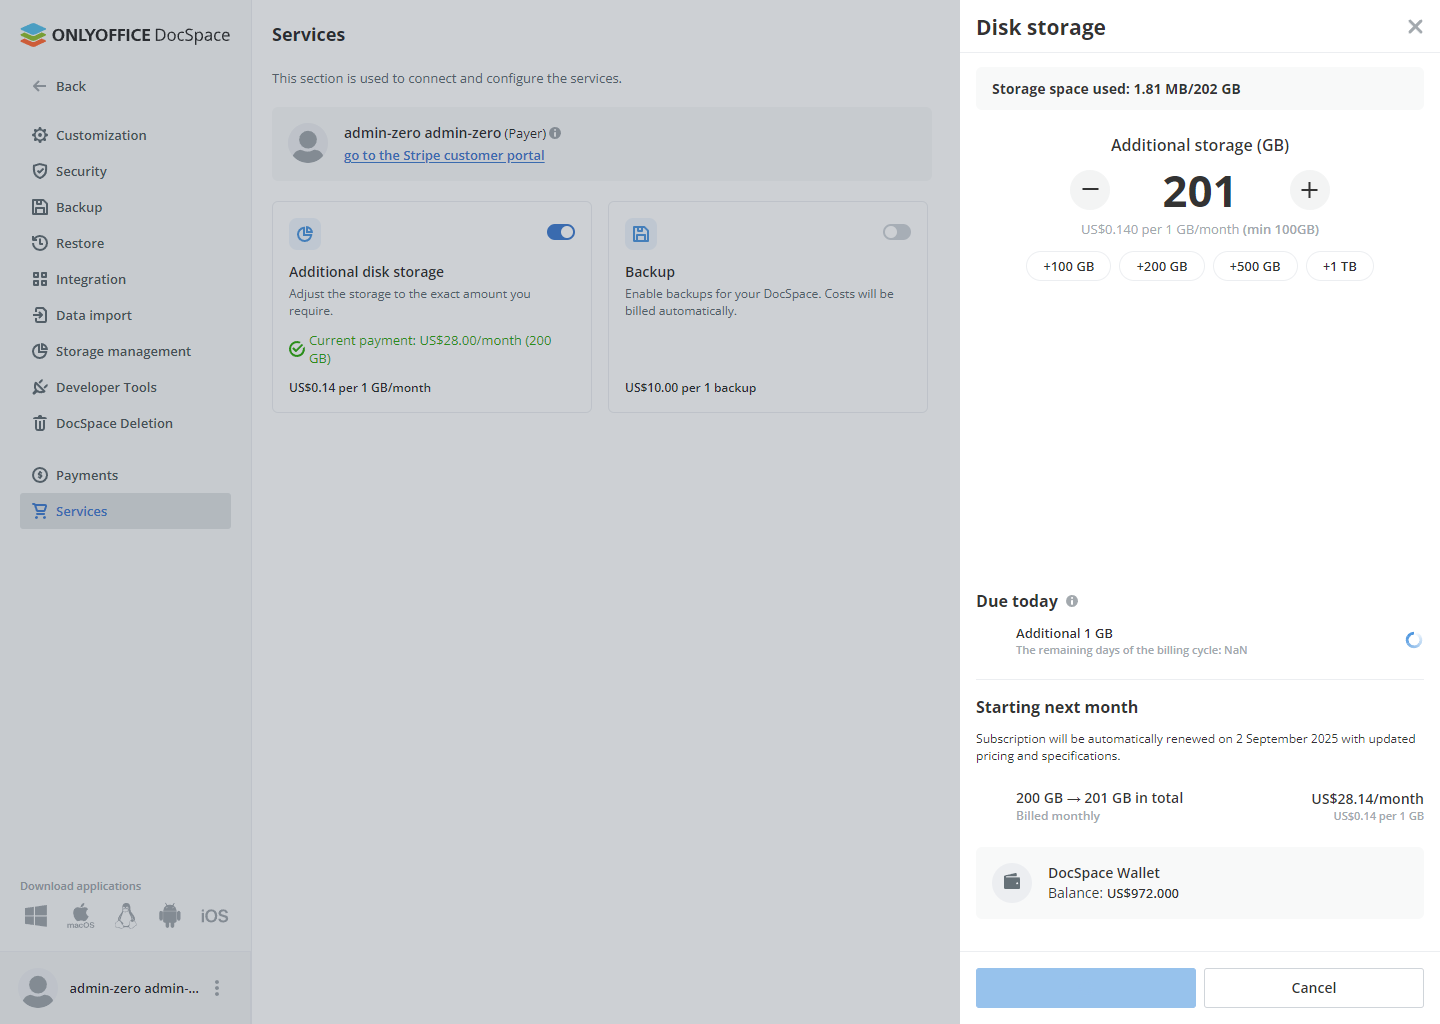 ONLYOFFICE DocSpace
Back
Customization
Security
Backup
Restore
Integration
Data import
Storage management
Developer Tools
DocSpace Deletion
Payments
Services
Download applications
macOS
iOS
admin-zero admin-...
Services
This section is used to connect and configure the services.
admin-zero admin-zero (Payer)
go to the Stripe customer portal
Additional disk storage
Adjust the storage to the exact amount you
require.
Current payment: US$28.00/month (200
GB)
US$0.14 per 1 GB/month
Backup
Enable backups for your DocSpace. Costs will be
billed automatically.
US$10.00 per 1 backup
Disk storage
Storage space used: 1.81 MB/202 GB
Additional storage (GB)
201
US$0.140 per 1 GB/month (min 100GB)
+100 GB
+200 GB
+500 GB
+1 TB
Due today
Additional 1 GB
The remaining days of the billing cycle: NaN
Starting next month
Subscription will be automatically renewed on 2 September 2025 with updated
pricing and specifications.
200 GB → 201 GB in total
US$28.14/month
Billed monthly
US$0.14 per 1 GB
DocSpace Wallet
Balance: US$972.000
Cancel